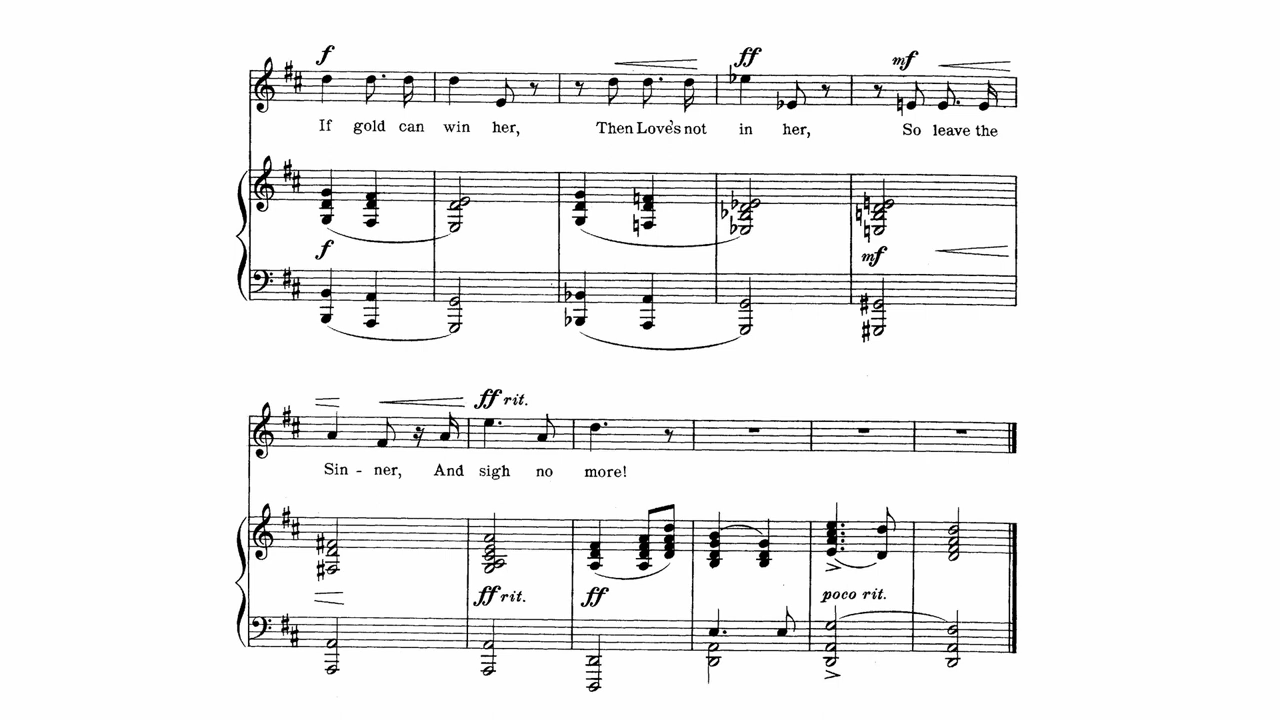 f ff mf
If gold can win her, Then Love's not in her, So leave the
f mf
ff rit.
Sin - ner, And sigh no more!
ff rit. ff poco rit.